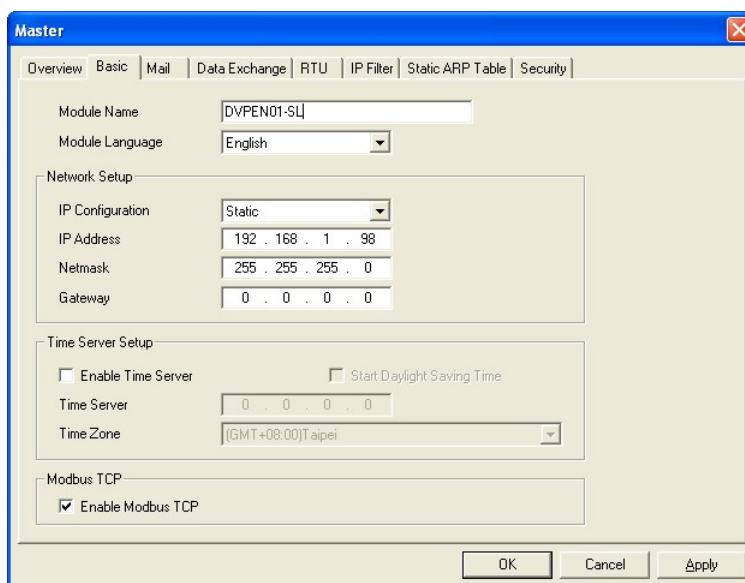 Master
Overview Basic Mail Data Exchange RTU IP Filter Static ARP Table Security
Module Name DVPEN01-SL
Module Language English
Network Setup
IP Configuration Static
IP Address 192 . 168 . 1 . 98
Netmask 255 . 255 . 255 . 0
Gateway 0 . 0 . 0 . 0
Time Server Setup
Enable Time Server Start Daylight Saving Time
Time Server 0 . 0 . 0 . 0
Time Zone (GMT+08:00)Taipei
Modbus TCP
Enable Modbus TCP
OK Cancel Apply